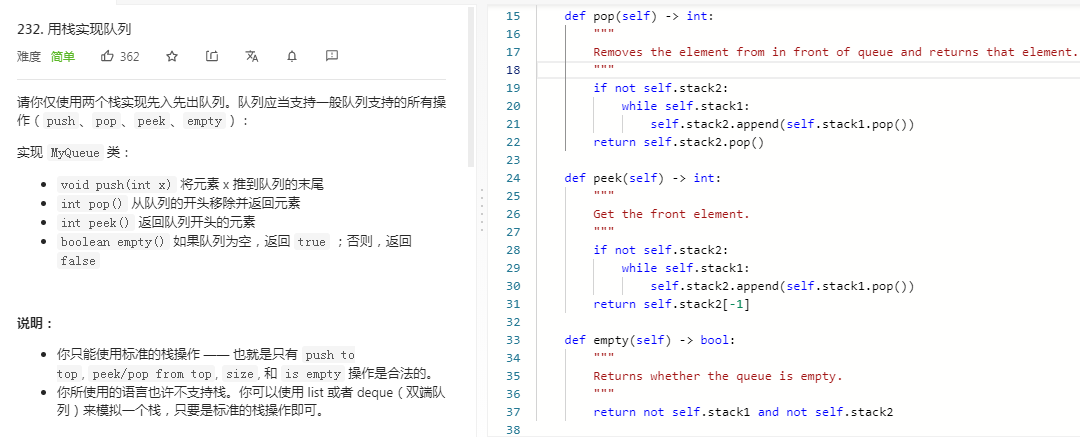 232. 用栈实现队列
难度 简单 362
请你仅使用两个栈实现先入先出队列。队列应当支持一般队列支持的所有操
作（ push 、 pop 、 peek 、 empty ）：
实现 MyQueue 类：
void push(int x) 将元素 x 推到队列的末尾
int pop() 从队列的开头移除并返回元素
int peek() 返回队列开头的元素
boolean empty() 如果队列为空，返回 true ；否则，返回
false
说明：
你只能使用标准的栈操作 —— 也就是只有 push to
top , peek/pop from top , size , 和 is empty 操作是合法的。
你所使用的语言也许不支持栈。你可以使用 list 或者 deque（双端队
列）来模拟一个栈，只要是标准的栈操作即可。
15 def pop(self) -> int:
16 """
17 Removes the element from in front of queue and returns that element.
18 """
19 if not self.stack2:
20 while self.stack1:
21 self.stack2.append(self.stack1.pop())
22 return self.stack2.pop()
23
24 def peek(self) -> int:
25 """
26 Get the front element.
27 """
28 if not self.stack2:
29 while self.stack1:
30 self.stack2.append(self.stack1.pop())
31 return self.stack2[-1]
32
33 def empty(self) -> bool:
34 """
35 Returns whether the queue is empty.
36 """
37 return not self.stack1 and not self.stack2
38